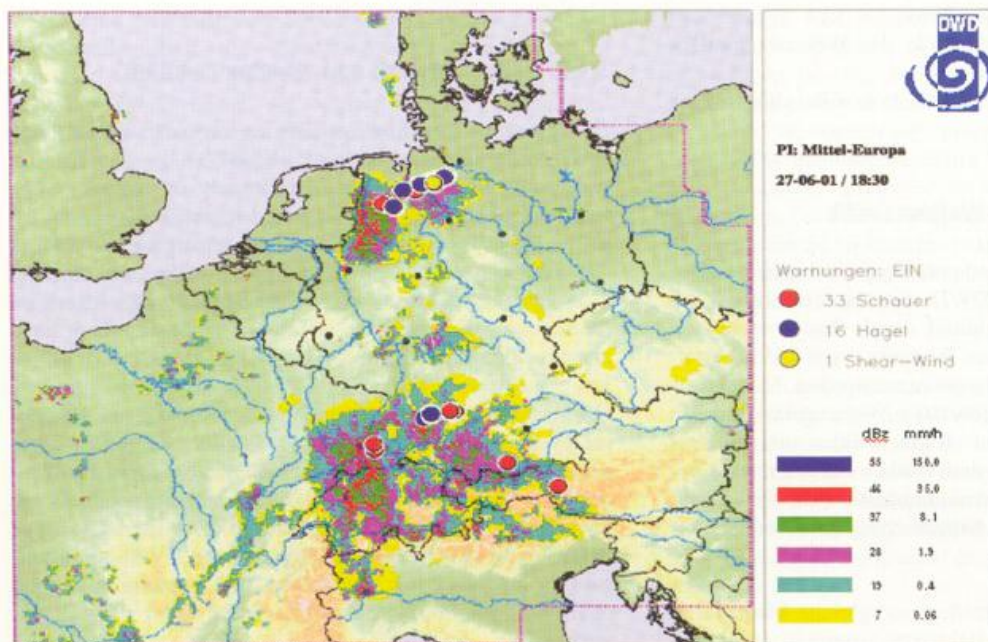 DWD
PI: Mittel-Europa
27-06-01 / 18:30
Warnungen: EIN
33 Schauer
16 Hagel
1 Shear-Wind
dBz mm/h
55 150.0
46 35.0
37 8.1
28 1.9
19 0.4
7 0.06